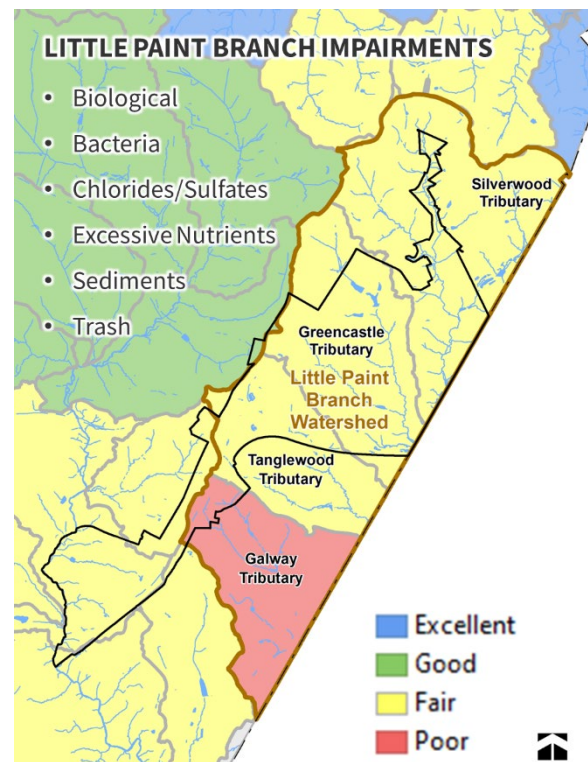 LITTLE PAINT BRANCH IMPAIRMENTS
• Biological
• Bacteria
• Chlorides/Sulfates
• Excessive Nutrients
• Sediments
• Trash
Silverwood
Tributary
Greencastle
Tributary
Little Paint
Branch
Watershed
Tanglewood
Tributary
Galway
Tributary
Excellent
Good
Fair
Poor